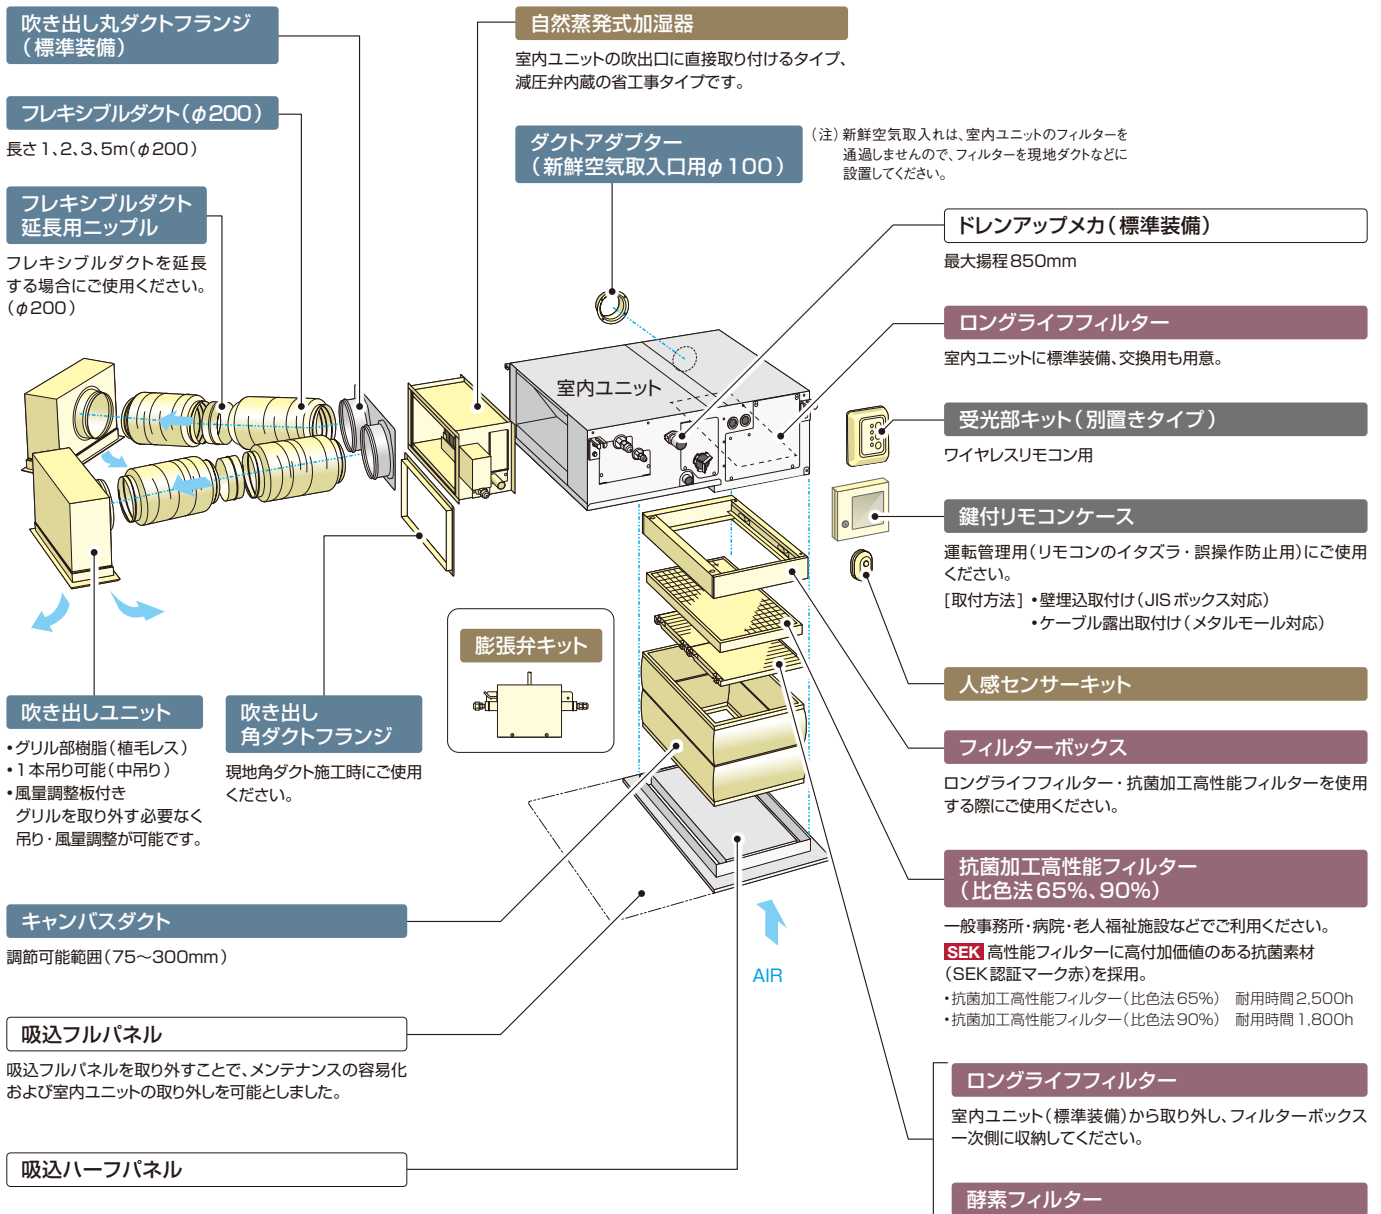 吹き出し丸ダクトフランジ
（標準装備）
フレキシブルダクト（φ200）
長さ1、2、3、5m（φ200）
フレキシブルダクト
延長用ニップル
フレキシブルダクトを延長
する場合にご使用ください。
（φ200）
自然蒸発式加湿器
室内ユニットの吹出口に直接取り付けるタイプ、
減圧弁内蔵の省工事タイプです。
ダクトアダプター
（新鮮空気取入口用φ100）
（注）新鮮空気取入れは、室内ユニットのフィルターを
通過しませんので、フィルターを現地ダクトなどに
設置してください。
室内ユニット
ドレンアップメカ（標準装備）
最大揚程850mm
ロングライフフィルター
室内ユニットに標準装備、交換用も用意。
受光部キット（別置きタイプ）
ワイヤレスリモコン用
鍵付リモコンケース
運転管理用（リモコンのイタズラ・誤操作防止用）にご使用
ください。
［取付方法］・壁埋込取付け（JISボックス対応）
・ケーブル露出取付け（メタルモール対応）
人感センサーキット
フィルターボックス
ロングライフフィルター・抗菌加工高性能フィルターを使用
する際にご使用ください。
抗菌加工高性能フィルター
（比色法65%、90%）
一般事務所・病院・老人福祉施設などでご利用ください。
SEK 高性能フィルターに高付加価値のある抗菌素材
（SEK認証マーク赤）を採用。
・抗菌加工高性能フィルター（比色法65%） 耐用時間2,500h
・抗菌加工高性能フィルター（比色法90%） 耐用時間1,800h
ロングライフフィルター
室内ユニット（標準装備）から取り外し、フィルターボックス
一次側に収納してください。
酵素フィルター
膨張弁キット
吹き出しユニット
・グリル部樹脂（植毛レス）
・1本吊り可能（中吊り）
・風量調整板付き
グリルを取り外す必要なく
吊り・風量調整が可能です。
吹き出し
角ダクトフランジ
現地角ダクト施工時にご使用
ください。
キャンバスダクト
調節可能範囲（75〜300mm）
AIR
吸込フルパネル
吸込フルパネルを取り外すことで、メンテナンスの容易化
および室内ユニットの取り外しを可能としました。
吸込ハーフパネル